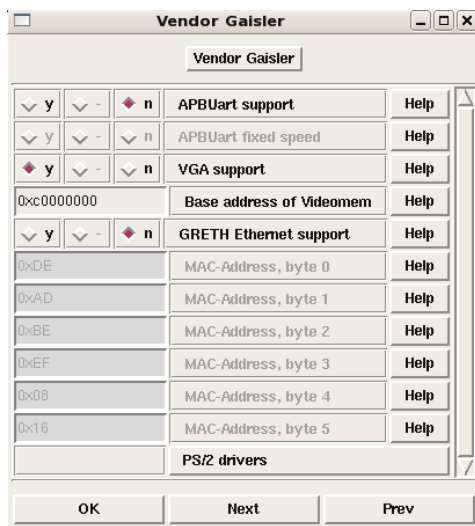 Vendor Gaisler
Vendor Gaisler
y - n APBUart support Help
y - n APBUart fixed speed Help
y - n VGA support Help
0xc0000000 Base address of Videomem Help
y - n GRETH Ethernet support Help
0xDE MAC-Address, byte 0 Help
0xAD MAC-Address, byte 1 Help
0xBE MAC-Address, byte 2 Help
0xEF MAC-Address, byte 3 Help
0x08 MAC-Address, byte 4 Help
0x16 MAC-Address, byte 5 Help
PS/2 drivers
OK Next Prev